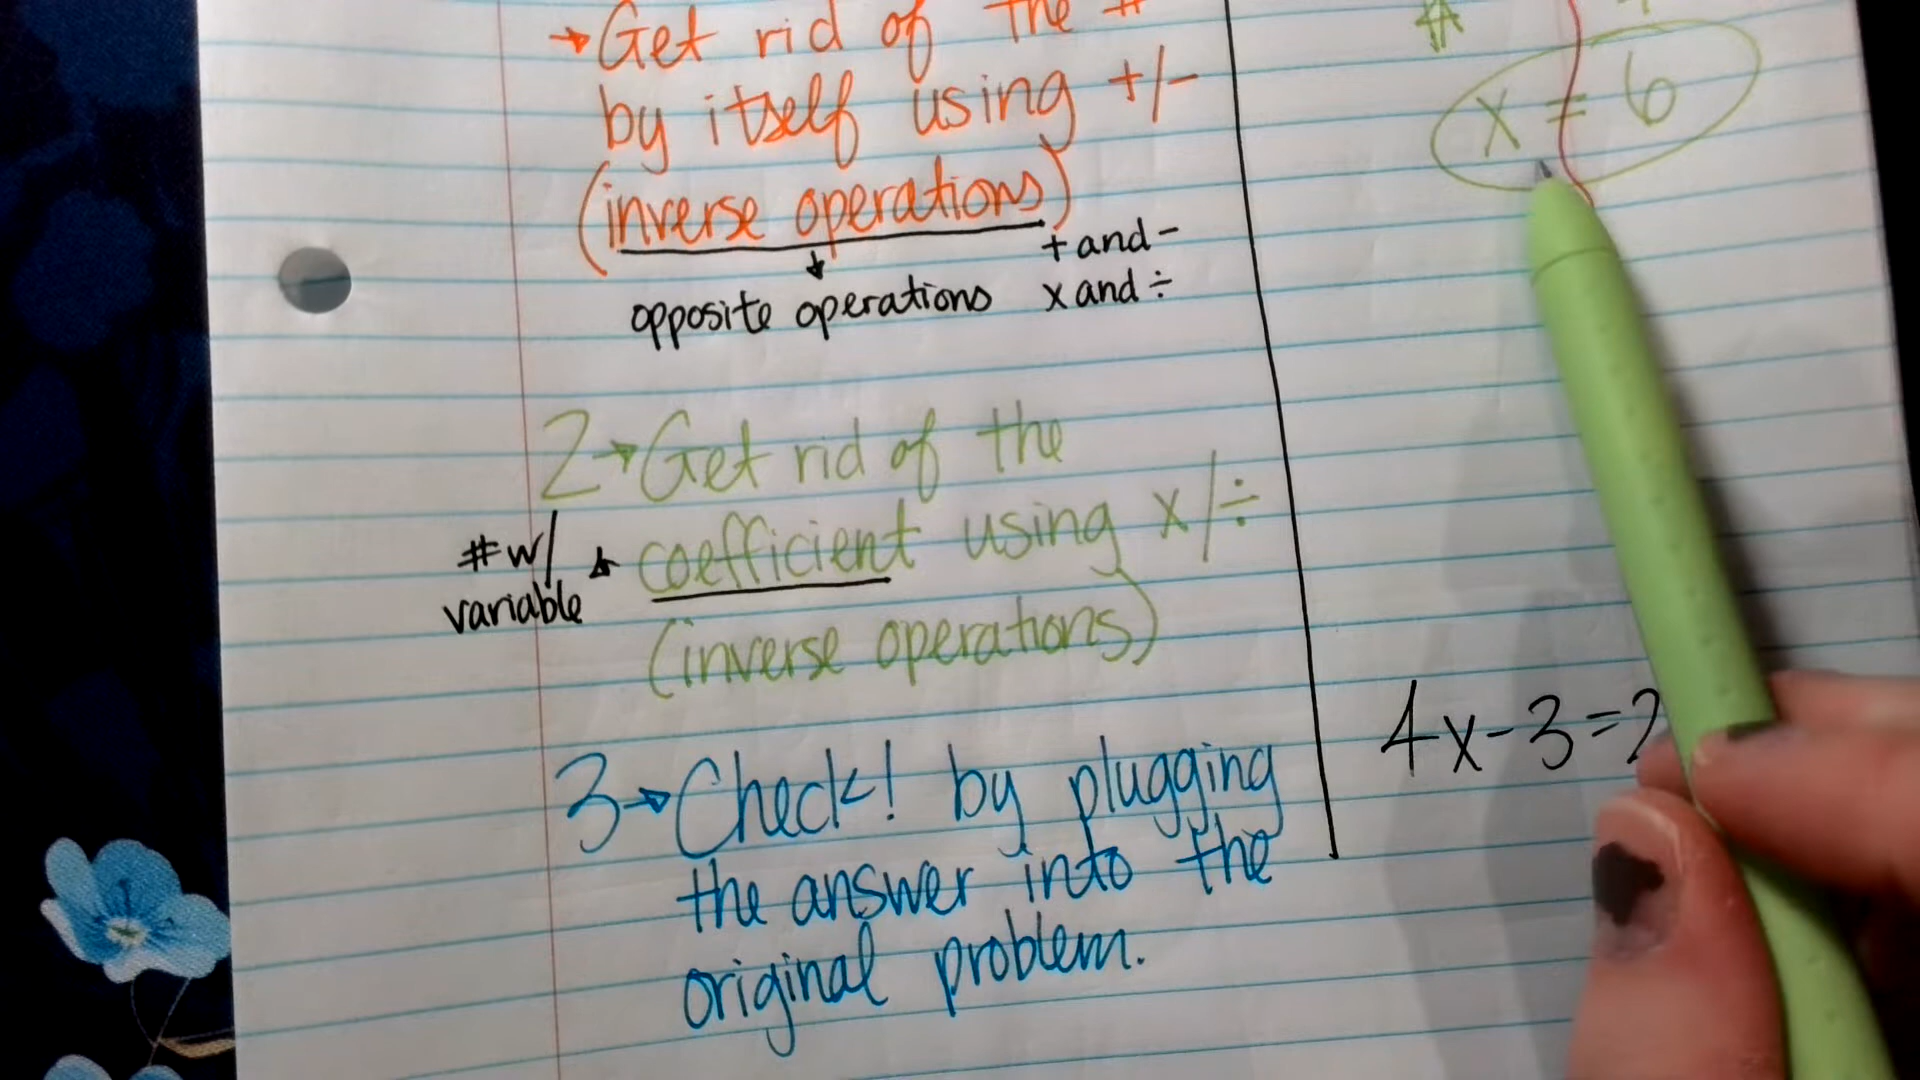 →Get rid of the #
by itself using +/-
(inverse operations)
opposite operations
+ and -
x and ÷
2→Get rid of the
coefficient using x/÷
(inverse operations)
#w/
variable
3→Check! by plugging
the answer into the
original problem.
x = 6
4x-3=2